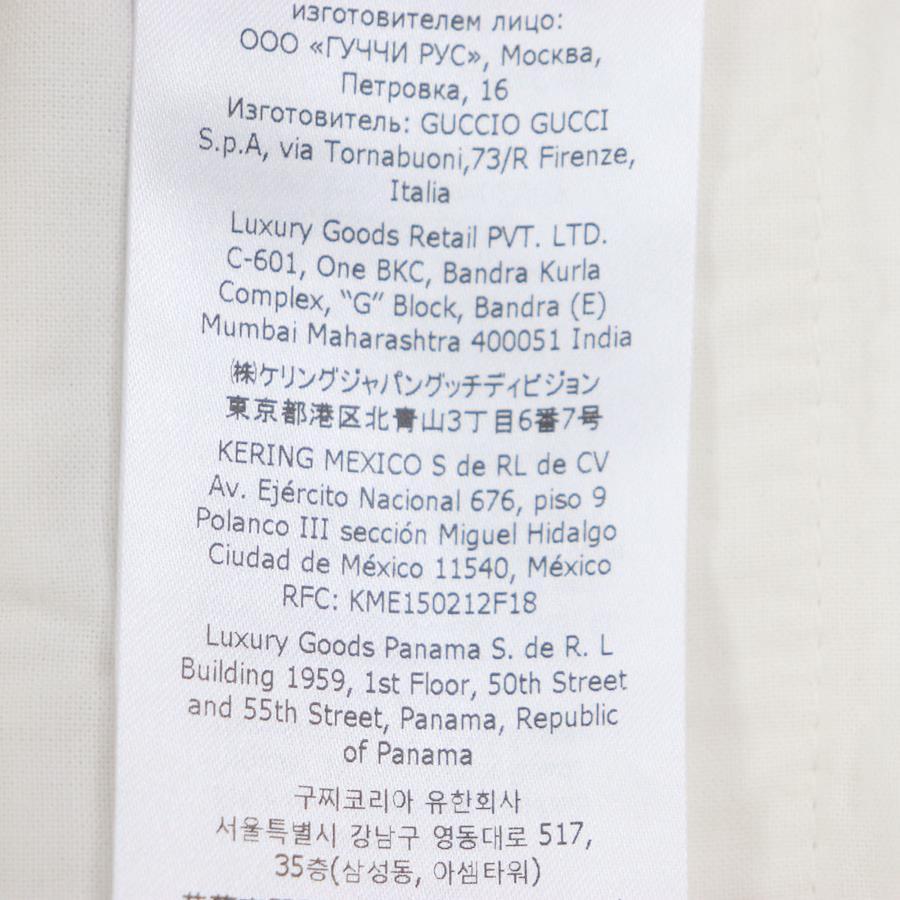 изготовителем лицо:
ООО «ГУЧЧИ РУС», Москва,
Петровка, 16
Изготовитель: GUCCIO GUCCI
S.p.A, via Tornabuoni,73/R Firenze,
Italia
Luxury Goods Retail PVT. LTD.
C-601, One BKC, Bandra Kurla
Complex, “G” Block, Bandra (E)
Mumbai Maharashtra 400051 India
㈱ケリングジャパングッチディビジョン
東京都港区北青山3丁目6番7号
KERING MEXICO S de RL de CV
Av. Ejército Nacional 676, piso 9
Polanco III sección Miguel Hidalgo
Ciudad de México 11540, México
RFC: KME150212F18
Luxury Goods Panama S. de R. L
Building 1959, 1st Floor, 50th Street
and 55th Street, Panama, Republic
of Panama
구찌코리아 유한회사
서울특별시 강남구 영동대로 517,
35층(삼성동, 아셈타워)